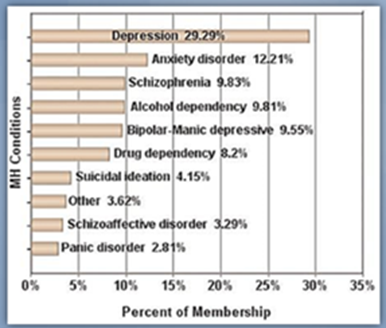 MH Conditions
Depression 29.29%
Anxiety disorder 12.21%
Schizophrenia 9.83%
Alcohol dependency 9.81%
Bipolar-Manic depressive 9.55%
Drug dependency 8.2%
Suicidal ideation 4.15%
Other 3.62%
Schizoaffective disorder 3.29%
Panic disorder 2.81%
0% 5% 10% 15% 20% 25% 30% 35%
Percent of Membership